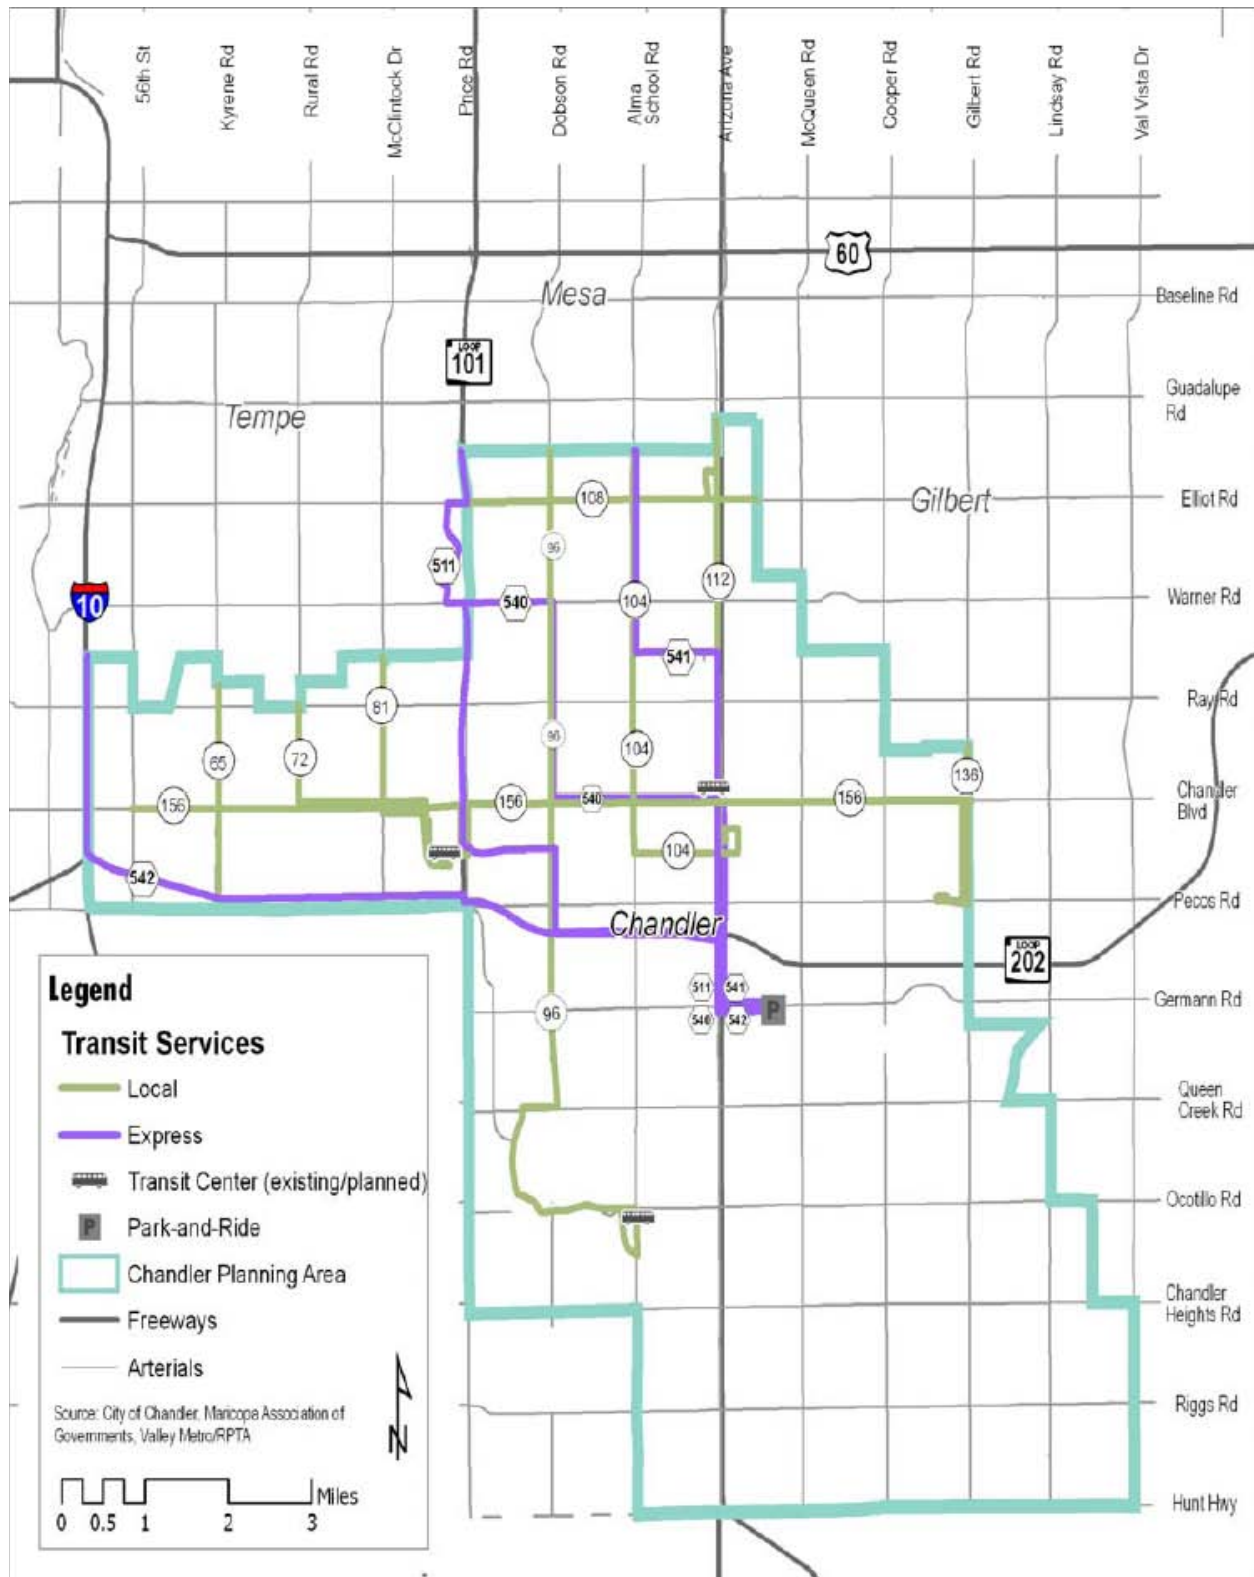 56th St
Kyrene Rd
Rural Rd
McClintock Dr
Price Rd
Dobson Rd
Alma
School Rd
Arizona Ave
McQueen Rd
Cooper Rd
Gilbert Rd
Lindsay Rd
Val Vista Dr
60
Mesa
Baseline Rd
LOOP
101
Guadalupe
Rd
Tempe
108
Gilbert
Elliot Rd
96
511
112
10
540
104
Warner Rd
541
Ray Rd
81
96
65
72
104
136
156
156
540
156
Chandler
Blvd
104
542
Pecos Rd
Chandler
LOOP
202
511
541
Germann Rd
96
540
542
P
Legend
Transit Services
Local
Express
Transit Center (existing/planned)
P
Park-and-Ride
Chandler Planning Area
Freeways
Arterials
Source: City of Chandler, Maricopa Association of
Governments, Valley Metro/RPTA
N
Miles
0 0.5 1 2 3
Queen
Creek Rd
Ocotillo Rd
Chandler
Heights Rd
Riggs Rd
Hunt Hwy